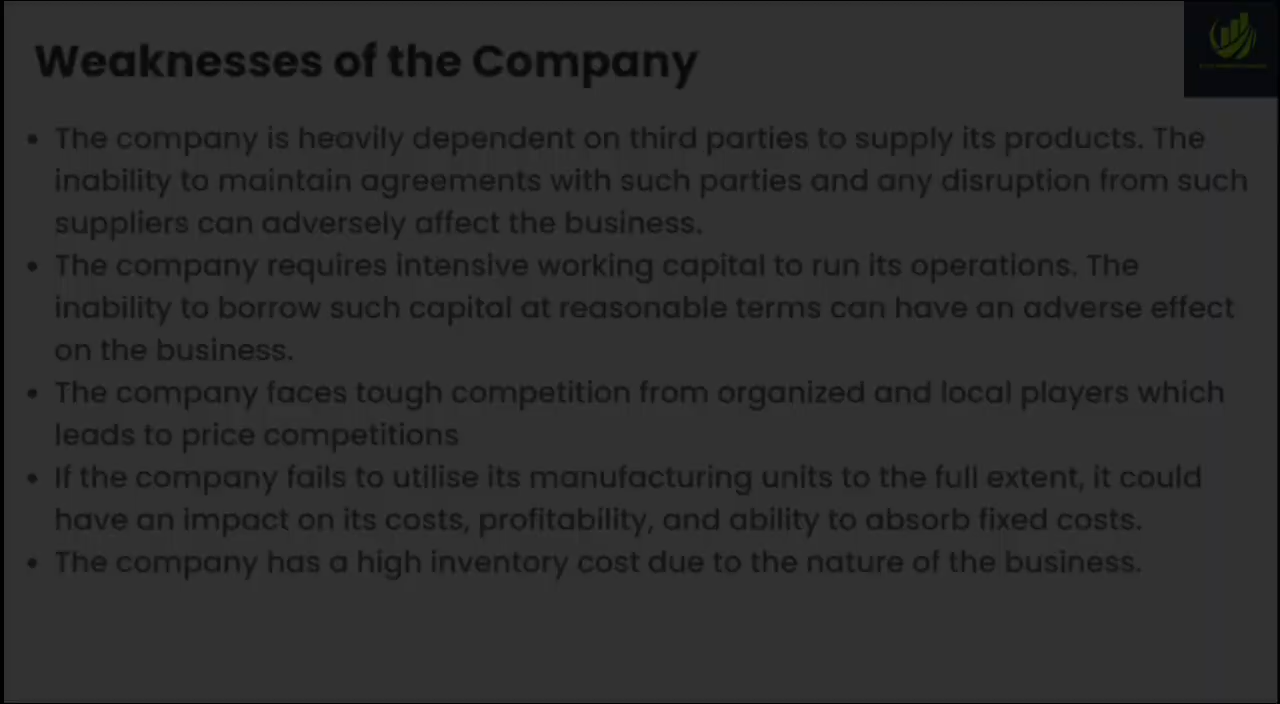 Weaknesses of the Company
• The company is heavily dependent on third parties to supply its products. The
inability to maintain agreements with such parties and any disruption from such
suppliers can adversely affect the business.
• The company requires intensive working capital to run its operations. The
inability to borrow such capital at reasonable terms can have an adverse effect
on the business.
• The company faces tough competition from organized and local players which
leads to price competitions
• If the company fails to utilise its manufacturing units to the full extent, it could
have an impact on its costs, profitability, and ability to absorb fixed costs.
• The company has a high inventory cost due to the nature of the business.